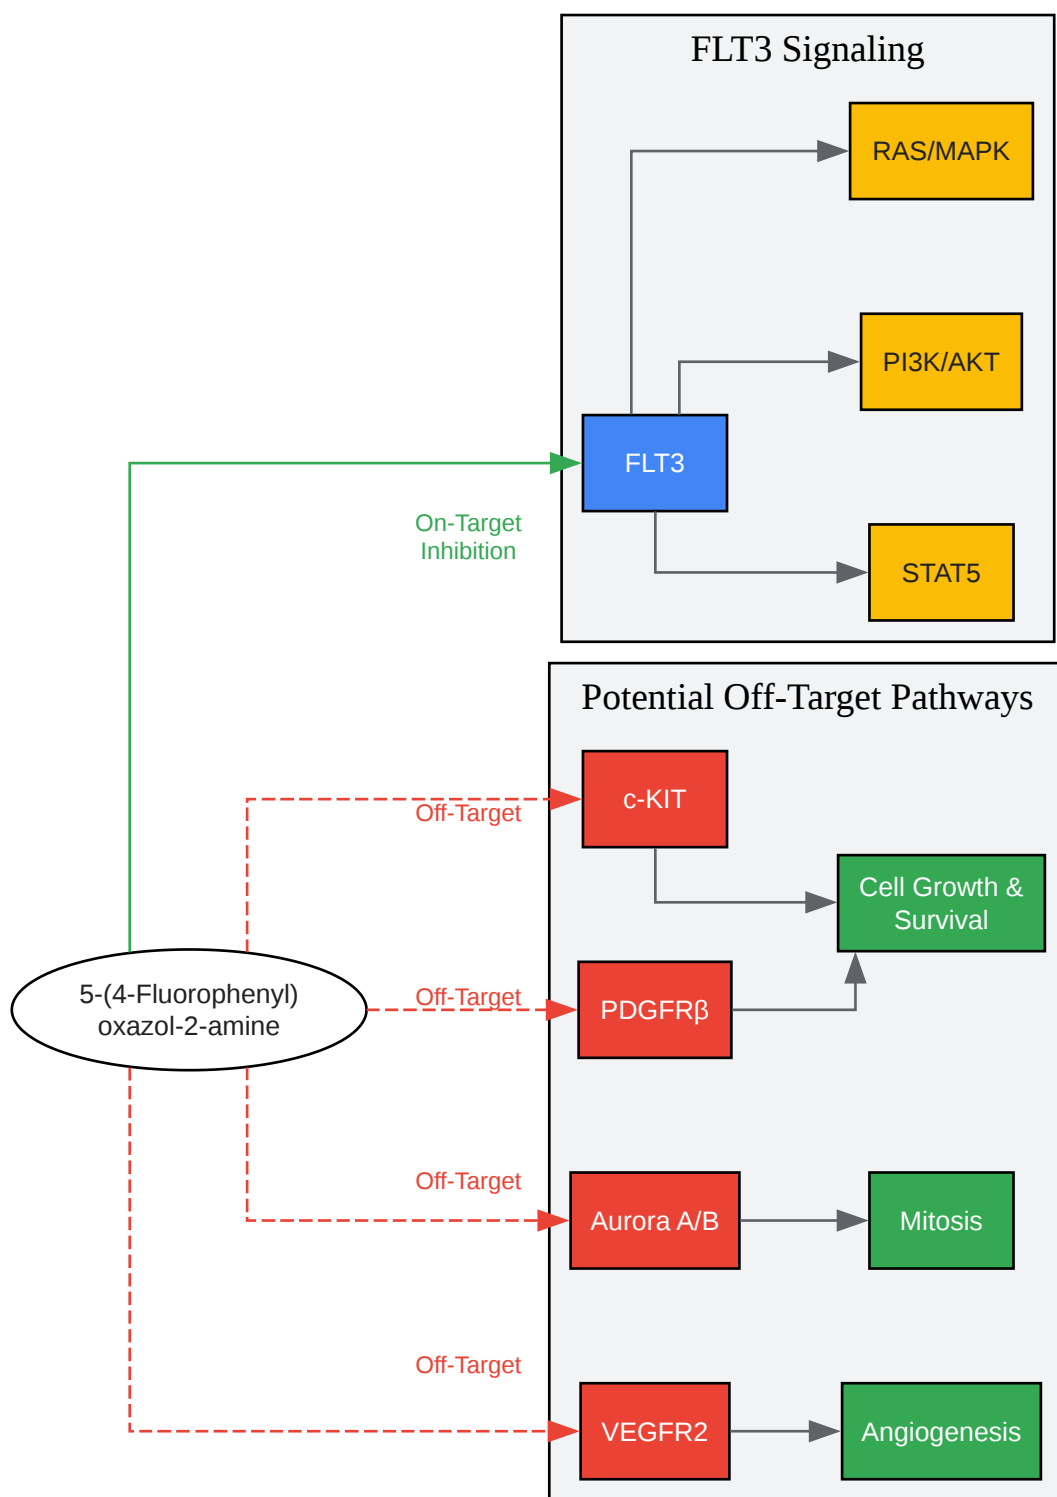 FLT3 Signaling
RAS/MAPK
PI3K/AKT
FLT3
On-Target
Inhibition
STAT5
Potential Off-Target Pathways
c-KIT
Off-Target
Cell Growth &
Survival
5-(4-Fluorophenyl)
oxazol-2-amine
Off-Target
PDGFRβ
Off-Target
Aurora A/B
Mitosis
Off-Target
VEGFR2
Angiogenesis